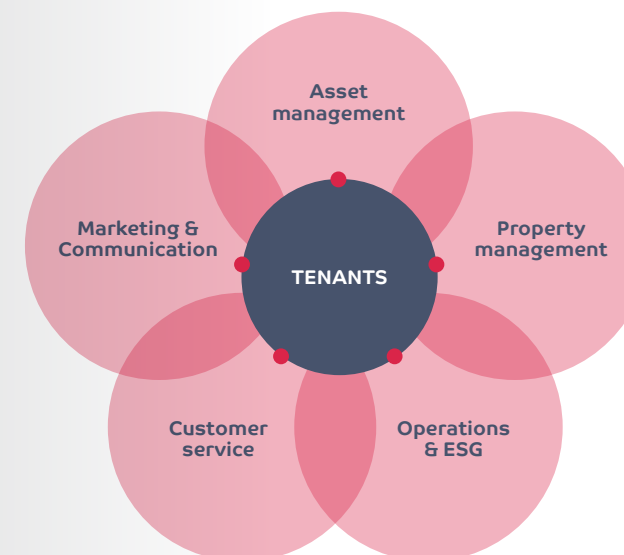 Asset
management
Marketing &
Communication
Property
management
TENANTS
Customer
service
Operations
& ESG